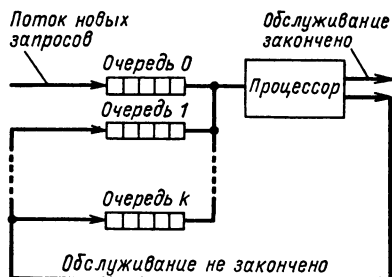 Поток новых
запросов
Обслуживание
закончено
Очередь 0
Процессор
Очередь 1
Очередь k
Обслуживание не закончено